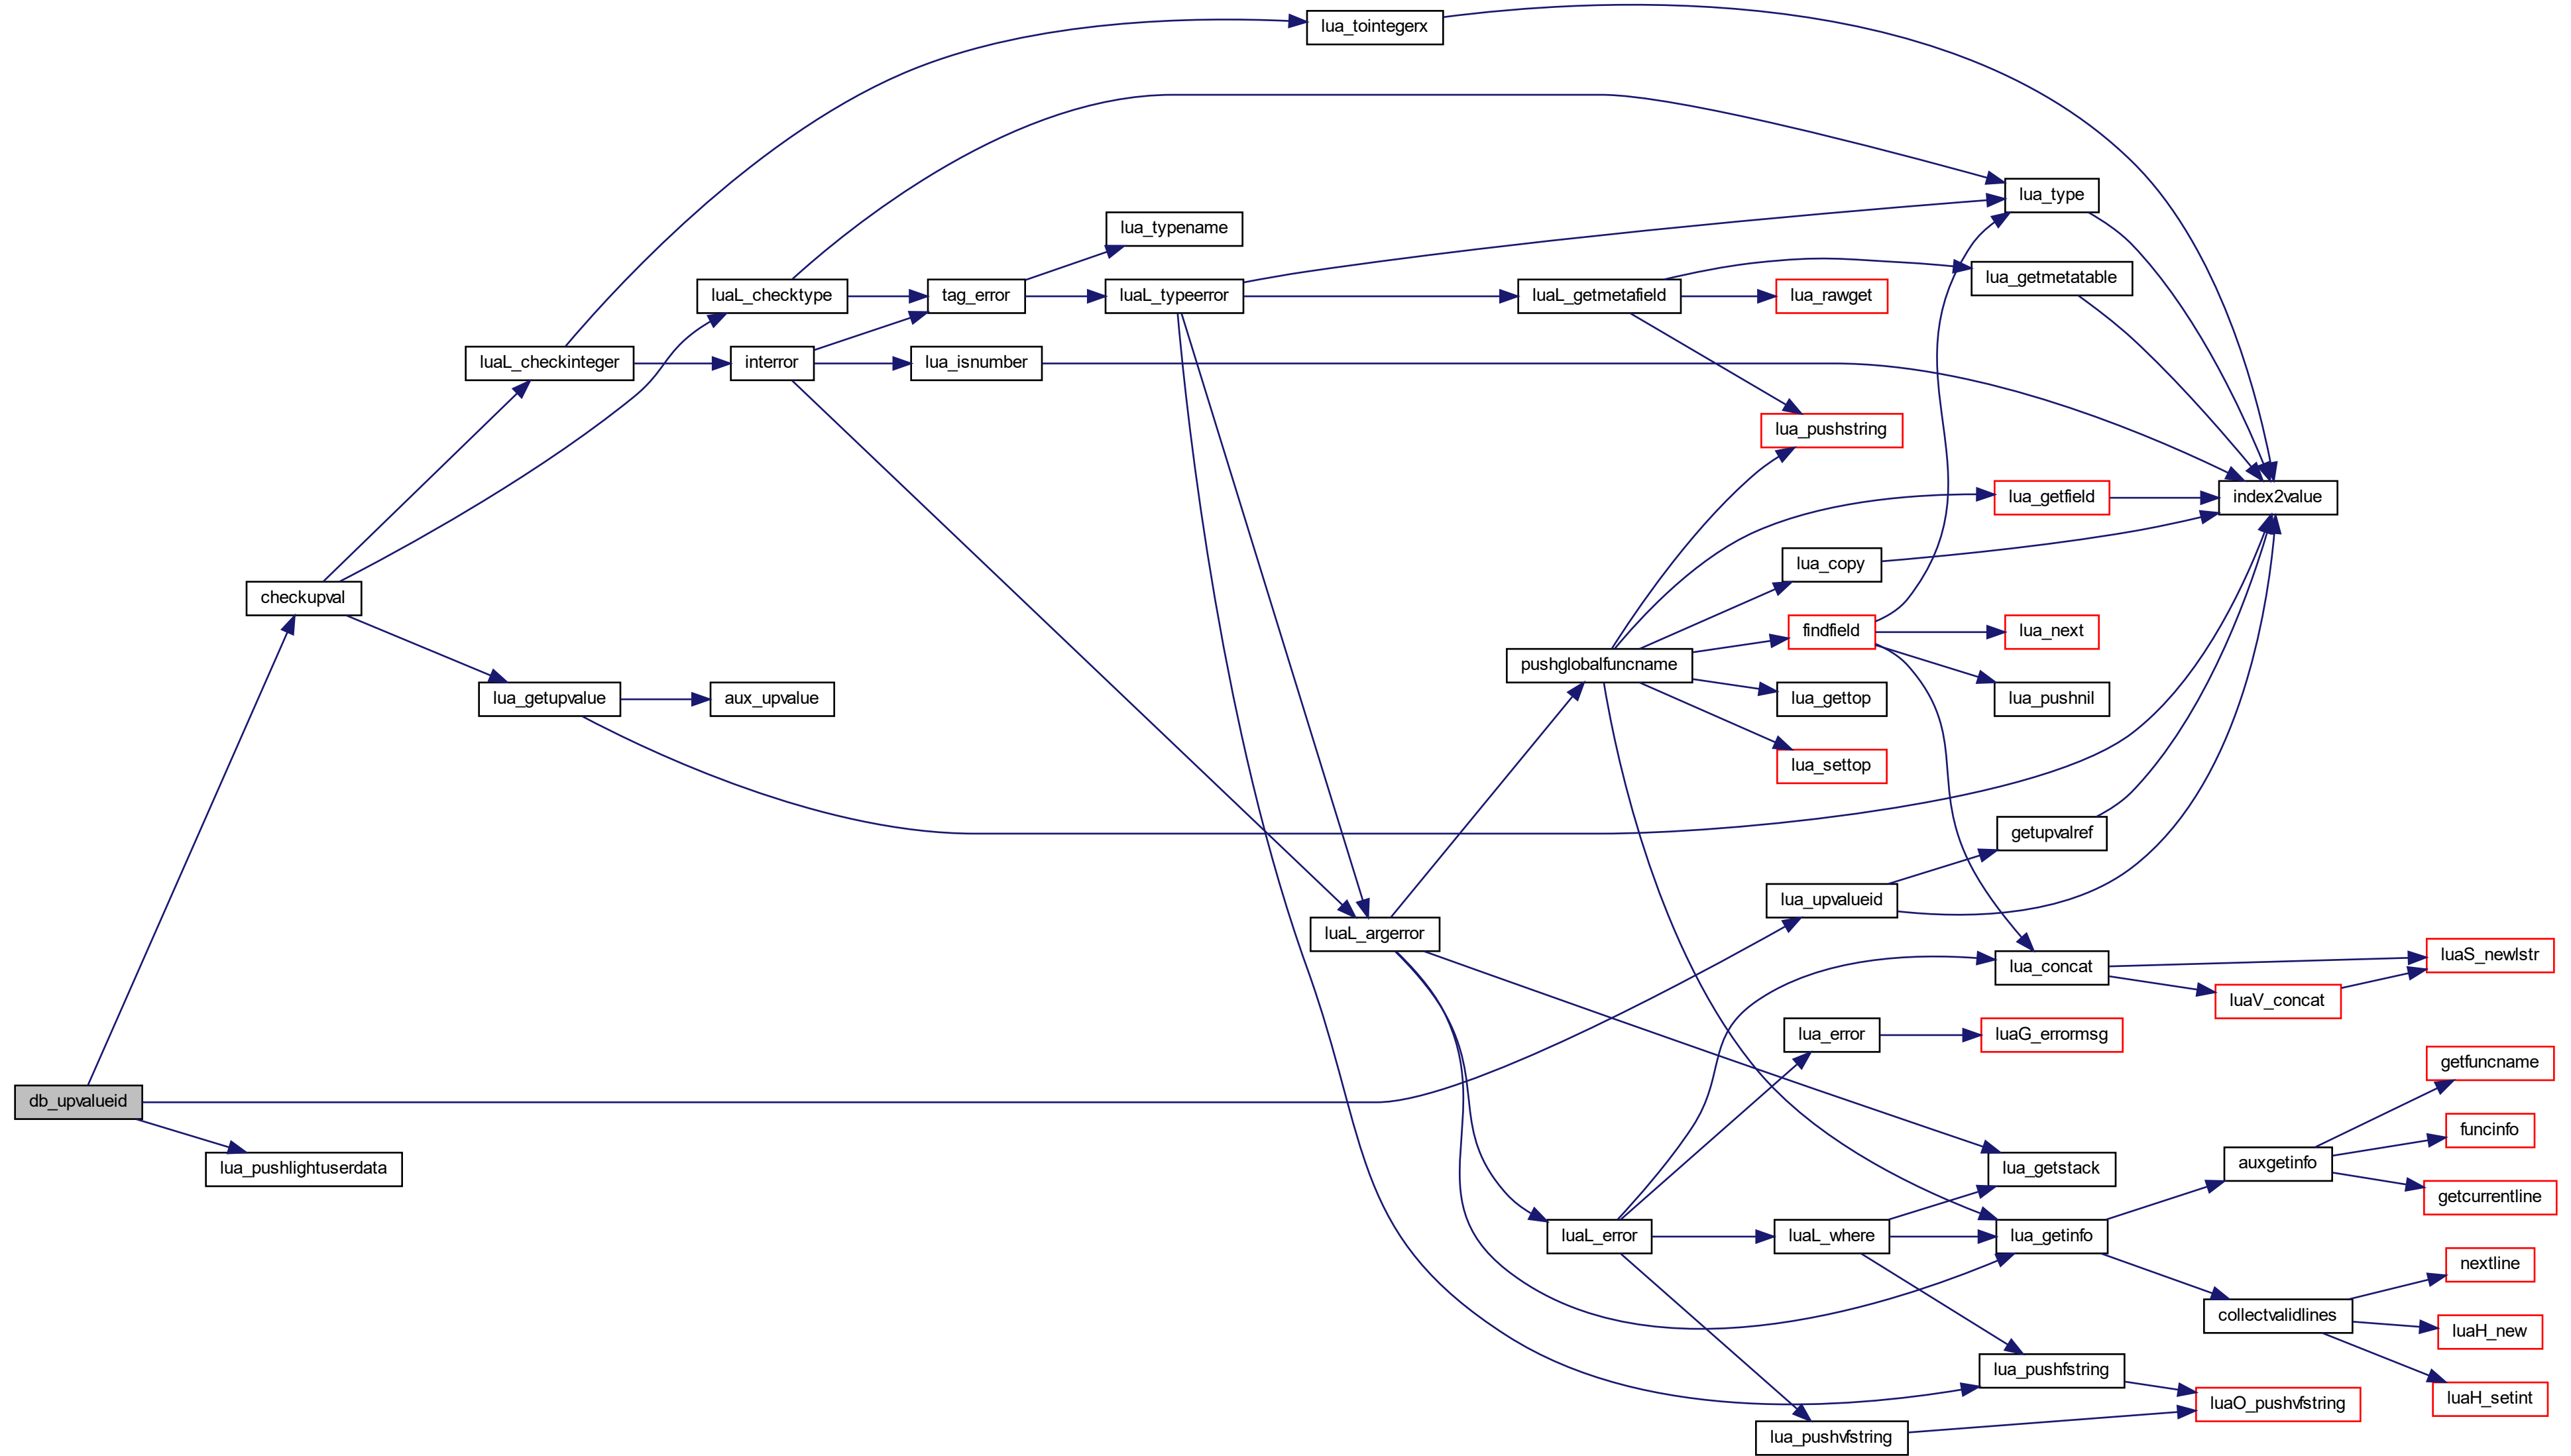 lua_tointegerx
lua_type
lua_typename
lua_getmetatable
luaL_checktype
tag_error
luaL_typeerror
luaL_getmetafield
lua_rawget
luaL_checkinteger
interror
lua_isnumber
lua_pushstring
lua_getfield
index2value
lua_copy
checkupval
findfield
lua_next
pushglobalfuncname
lua_getupvalue
aux_upvalue
lua_gettop
lua_pushnil
lua_settop
getupvalref
lua_upvalueid
luaL_argerror
lua_concat
luaS_newlstr
luaV_concat
lua_error
luaG_errormsg
getfuncname
db_upvalueid
funcinfo
lua_pushlightuserdata
lua_getstack
auxgetinfo
getcurrentline
luaL_error
luaL_where
lua_getinfo
nextline
collectvalidlines
luaH_new
lua_pushfstring
luaH_setint
luaO_pushvfstring
lua_pushvfstring